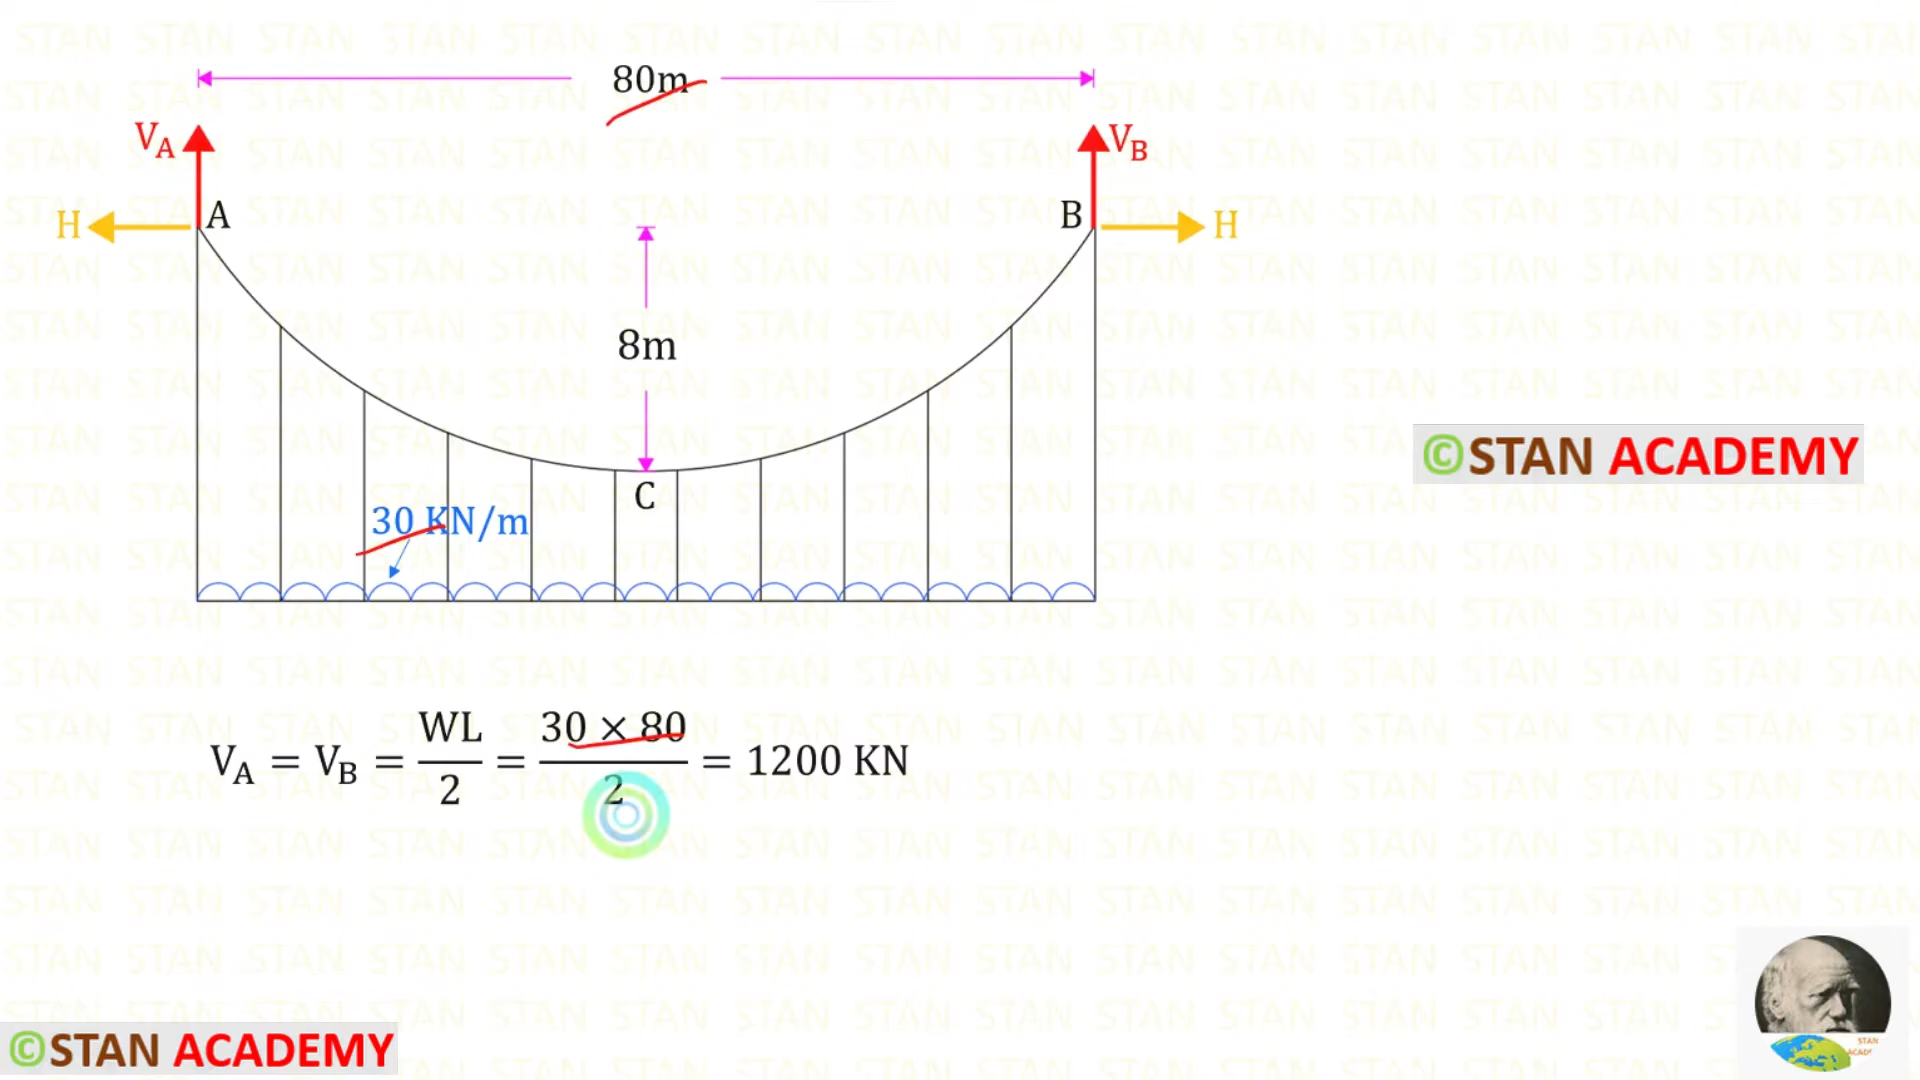 80m
V_A
V_B
H
A
B
H
8m
C
30 KN/m
©STAN ACADEMY
V_A = V_B = WL/2 = 30 × 80/2 = 1200 KN
©STAN ACADEMY
STAN